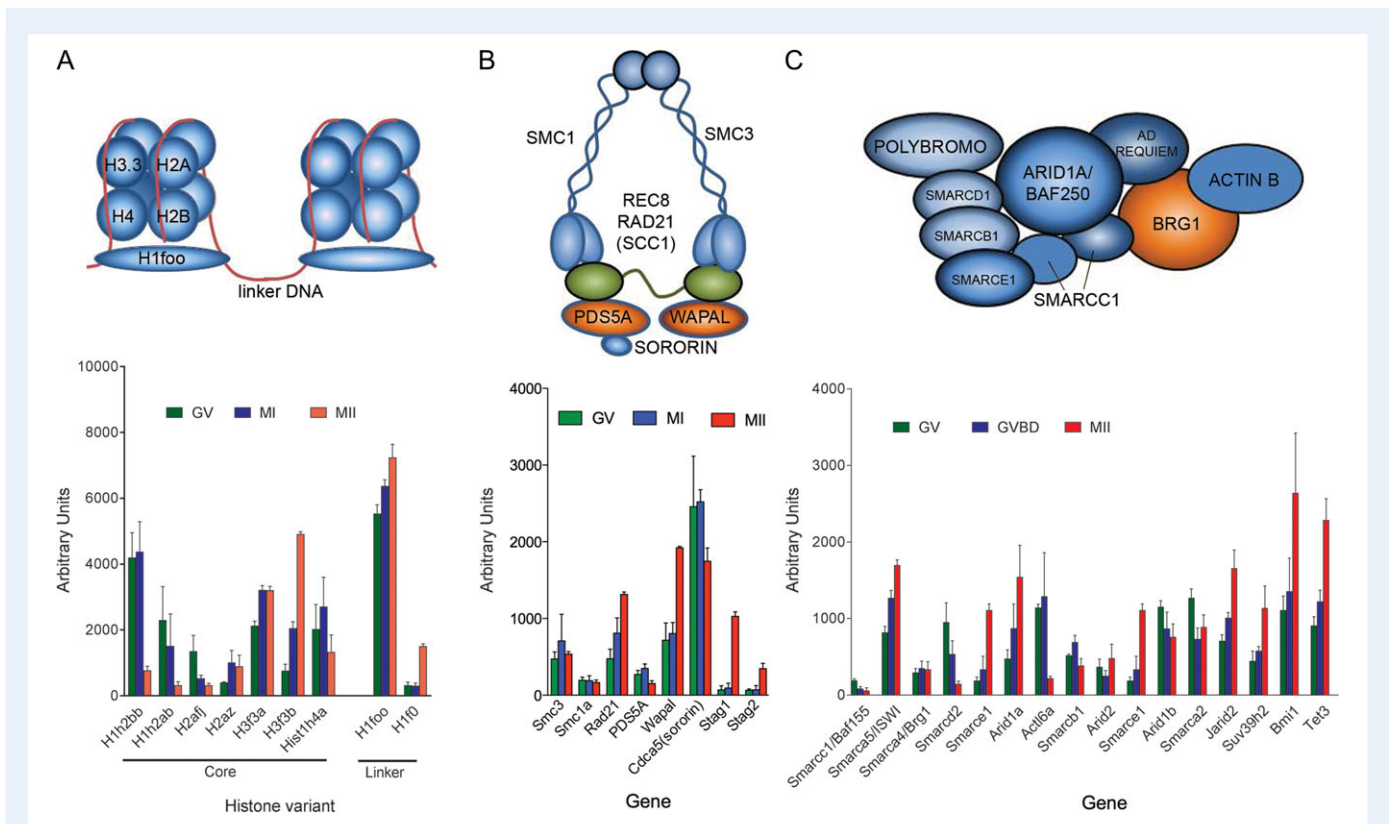 A
H3.3 H2A
H4 H2B
H1foo
linker DNA
10000
8000
6000
4000
2000
0
Arbitrary Units
GV MI MII
H1h2bb
H1h2ab
H2afj
H2az
H3f3a
H3f3b
Hist1h4a
H1foo
H1f0
Core Linker
Histone variant
B
SMC1 SMC3
REC8
RAD21
(SCC1)
PDS5A WAPAL
SORORIN
4000
3000
2000
1000
0
Arbitrary Units
GV MI MII
Smc3
Smc1a
Rad21
PDS5A
Wapal
Cdca5(sororin)
Stag1
Stag2
Gene
C
POLYBROMO
ARID1A/
BAF250
AD
REQUIEM
ACTIN B
SMARCD1
SMARCB1
BRG1
SMARCE1
SMARCC1
4000
3000
2000
1000
0
Arbitrary Units
GV GVBD MII
Smarcc1/Baf155
Smarca5/ISWI
Smarca4/Brg1
Smarcd2
Smarce1
Arid1a
Actl6a
Smarcb1
Arid2
Smarce1
Arid1b
Smarca2
Jarid2
Suv39h2
Bmi1
Tet3
Gene